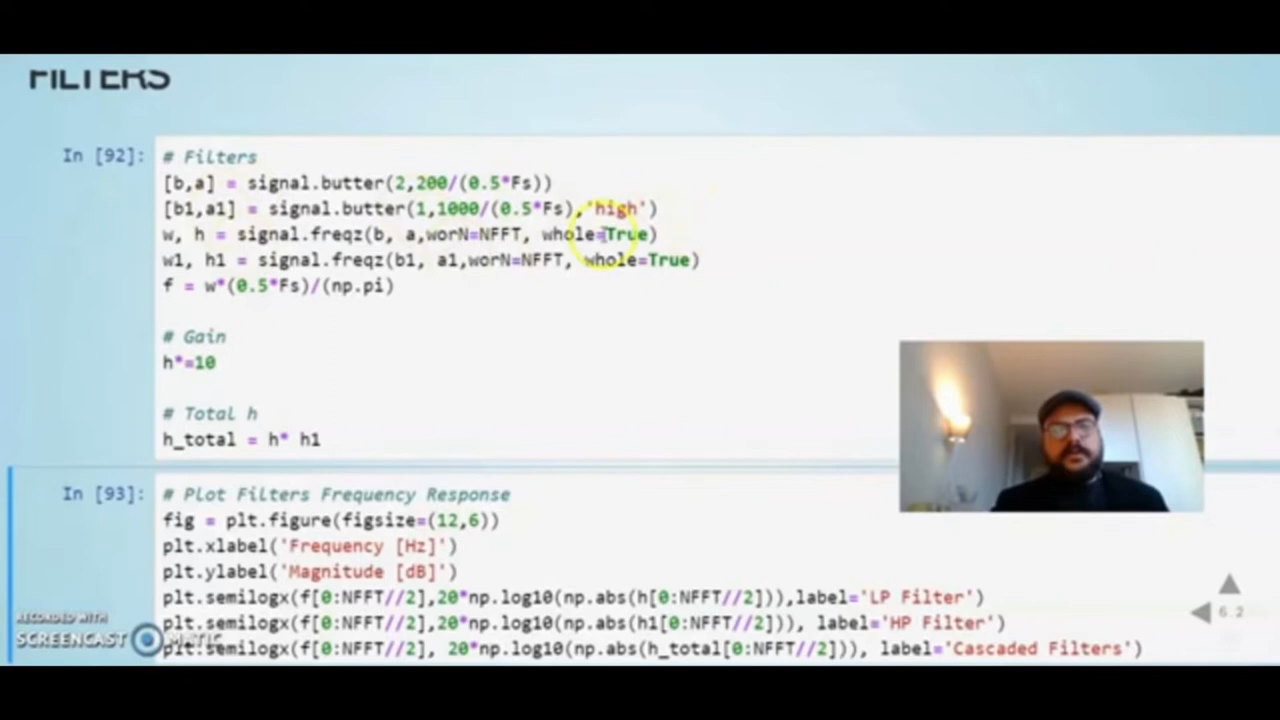 FILTERS
In [92]:
# Filters
[b,a] = signal.butter(2,200/(0.5*Fs))
[b1,a1] = signal.butter(1,1000/(0.5*Fs),'high')
w, h = signal.freqz(b, a,worN=NFFT, whole=True)
w1, h1 = signal.freqz(b1, a1,worN=NFFT, whole=True)
f = w*(0.5*Fs)/(np.pi)
# Gain
h*=10
# Total h
h_total = h* h1
In [93]:
# Plot Filters Frequency Response
fig = plt.figure(figsize=(12,6))
plt.xlabel('Frequency [Hz]')
plt.ylabel('Magnitude [dB]')
plt.semilogx(f[0:NFFT//2],20*np.log10(np.abs(h[0:NFFT//2])),label='LP Filter')
plt.semilogx(f[0:NFFT//2],20*np.log10(np.abs(h1[0:NFFT//2])), label='HP Filter')
plt.semilogx(f[0:NFFT//2], 20*np.log10(np.abs(h_total[0:NFFT//2])), label='Cascaded Filters')
6.2
RECORDED WITH
SCREENCAST MATIC